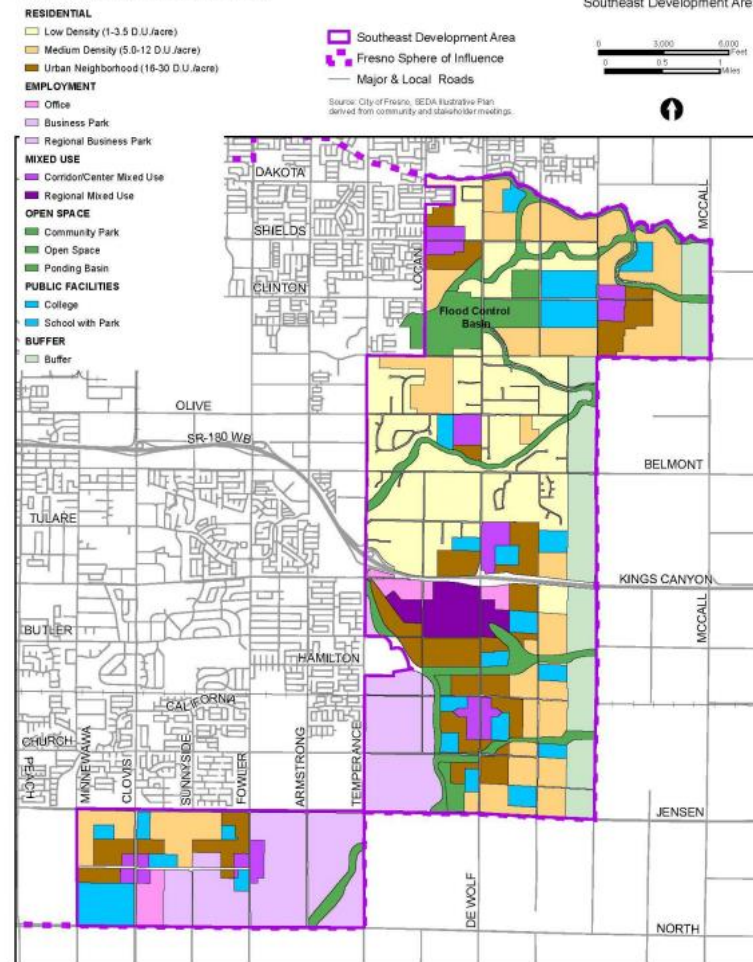 Southeast Development Area
RESIDENTIAL
Low Density (1-3.5 D.U./acre)
Medium Density (5.0-12 D.U./acre)
Urban Neighborhood (16-30 D.U./acre)
EMPLOYMENT
Office
Business Park
Regional Business Park
MIXED USE
Corridor/Center Mixed Use
Regional Mixed Use
OPEN SPACE
Community Park
Open Space
Ponding Basin
PUBLIC FACILITIES
College
School with Park
BUFFER
Buffer
Southeast Development Area
Fresno Sphere of Influence
Major & Local Roads
Source: City of Fresno, SEDA Illustrative Plan
derived from community and stakeholder meetings.
0 3,000 6,000
Feet
0 0.5 1
Miles
DAKOTA
SHIELDS
CLINTON
LOCAN
MCCALL
Flood Control
Basin
OLIVE
SR-180 WB
BELMONT
TULARE
KINGS CANYON
BUTLER
HAMILTON
MCCALL
CALIFORNIA
CHURCH
PEACH
MINNEWAWA
CLOVIS
SUNNYSIDE
FOWLER
ARMSTRONG
TEMPERANCE
JENSEN
DE WOLF
NORTH